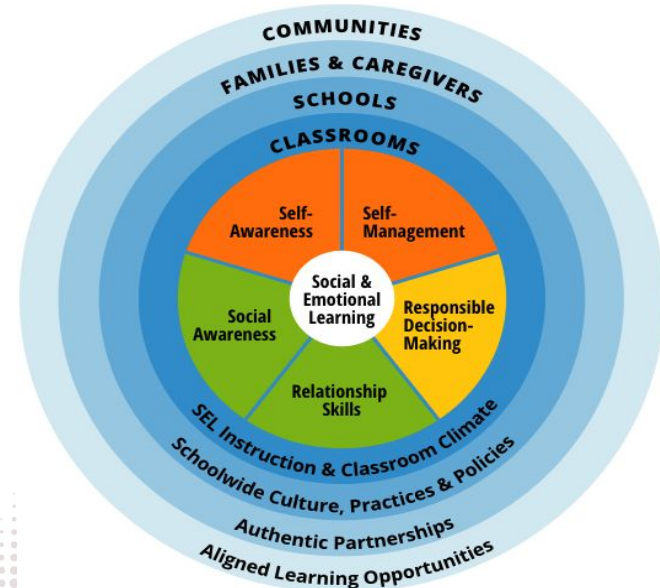 COMMUNITIES
FAMILIES & CAREGIVERS
SCHOOLS
CLASSROOMS
Self-
Awareness
Self-
Management
Social &
Emotional
Learning
Social
Awareness
Responsible
Decision-
Making
Relationship
Skills
SEL Instruction & Classroom Climate
Schoolwide Culture, Practices & Policies
Authentic Partnerships
Aligned Learning Opportunities